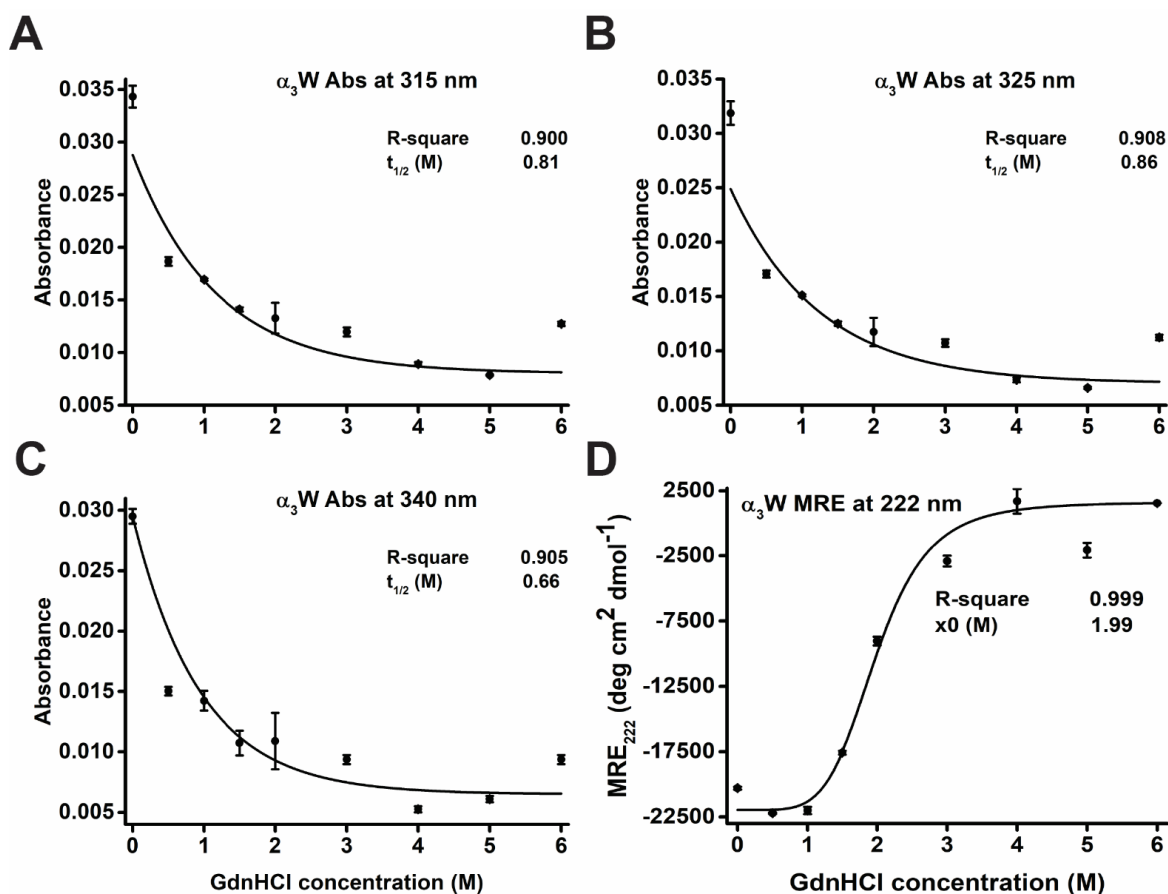 A
α3W Abs at 315 nm
R-square 0.900
t1/2 (M) 0.81
Absorbance
0.035
0.030
0.025
0.020
0.015
0.010
0.005
0 1 2 3 4 5 6
B
α3W Abs at 325 nm
R-square 0.908
t1/2 (M) 0.86
Absorbance
0.035
0.030
0.025
0.020
0.015
0.010
0.005
0 1 2 3 4 5 6
C
α3W Abs at 340 nm
R-square 0.905
t1/2 (M) 0.66
Absorbance
0.030
0.025
0.020
0.015
0.010
0.005
0 1 2 3 4 5 6
GdnHCl concentration (M)
D
α3W MRE at 222 nm
R-square 0.999
x0 (M) 1.99
MRE222 (deg cm2 dmol-1)
2500
-2500
-7500
-12500
-17500
-22500
0 1 2 3 4 5 6
GdnHCl concentration (M)